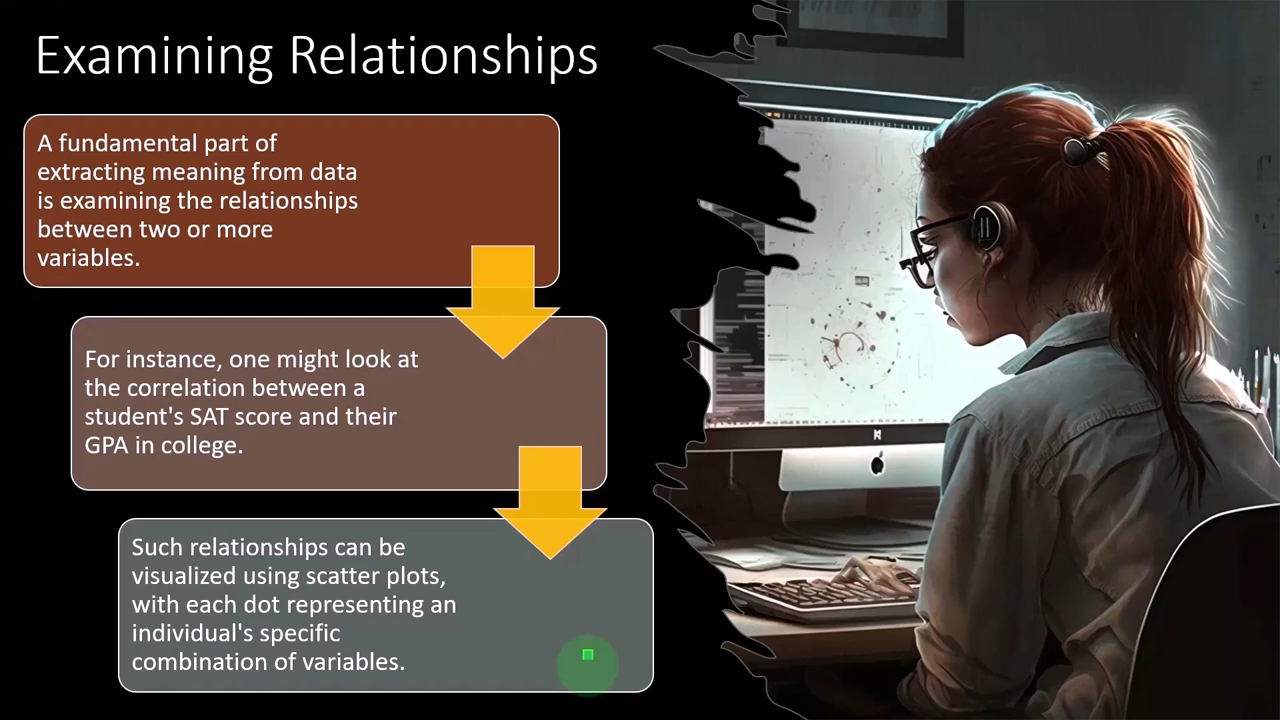 Examining Relationships
A fundamental part of
extracting meaning from data
is examining the relationships
between two or more
variables.
For instance, one might look at
the correlation between a
student's SAT score and their
GPA in college.
Such relationships can be
visualized using scatter plots,
with each dot representing an
individual's specific
combination of variables.